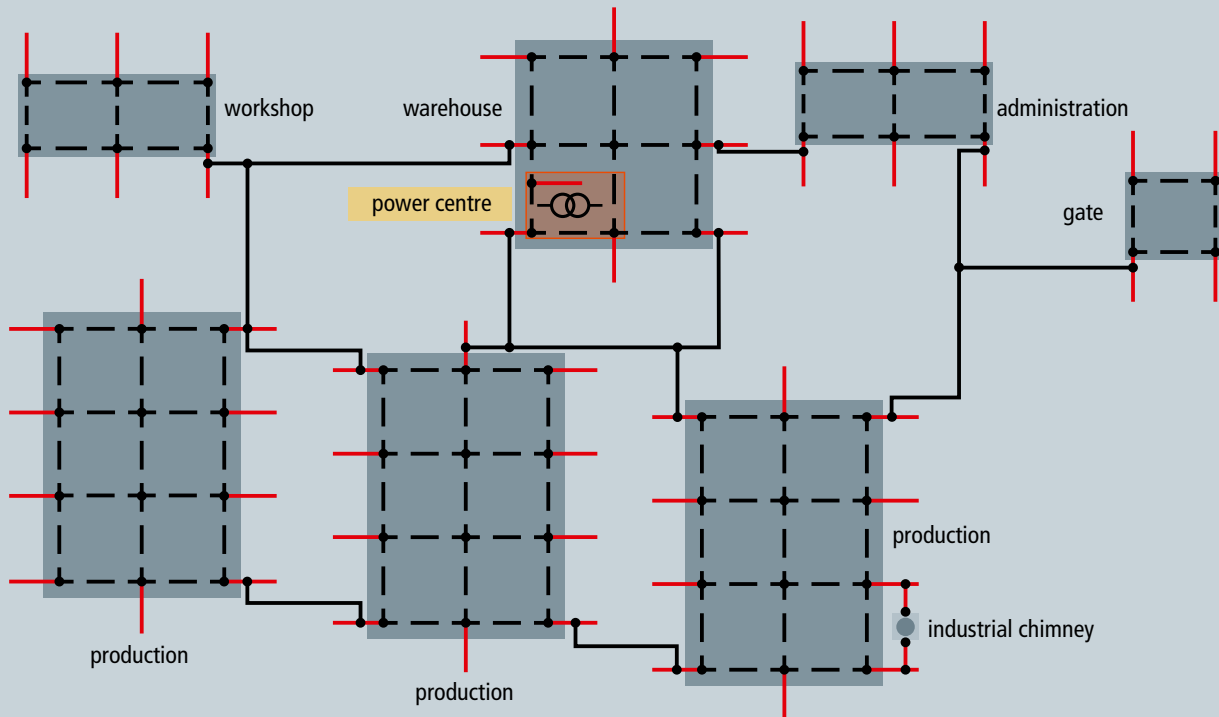 workshop
warehouse
administration
power centre
gate
production
industrial chimney
production
production